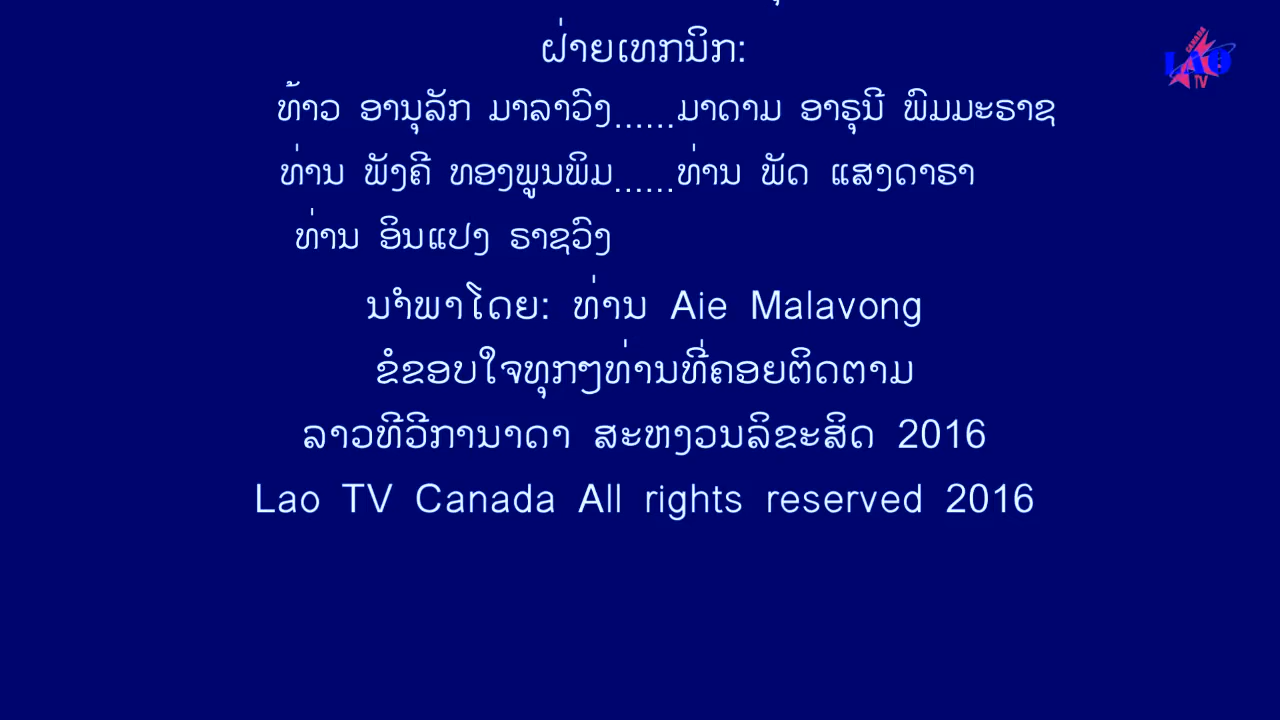 CANADA
LAO
TV
ຝ່າຍເທກນິກ:
ທ້າວ ອານຸລັກ ມາລາວົງ......ມາດາມ ອາຣຸນີ ພົມມະຣາຊ
ທ່ານ ພັງຄີ ທອງພູນພິມ......ທ່ານ ພັດ ແສງດາຣາ
ທ່ານ ອິນແປງ ຣາຊວົງ
ນຳພາໂດຍ: ທ່ານ Aie Malavong
ຂໍຂອບໃຈທຸກໆທ່ານທີ່ຄອຍຕິດຕາມ
ລາວທີວີການາດາ ສະຫງວນລິຂະສິດ 2016
Lao TV Canada All rights reserved 2016